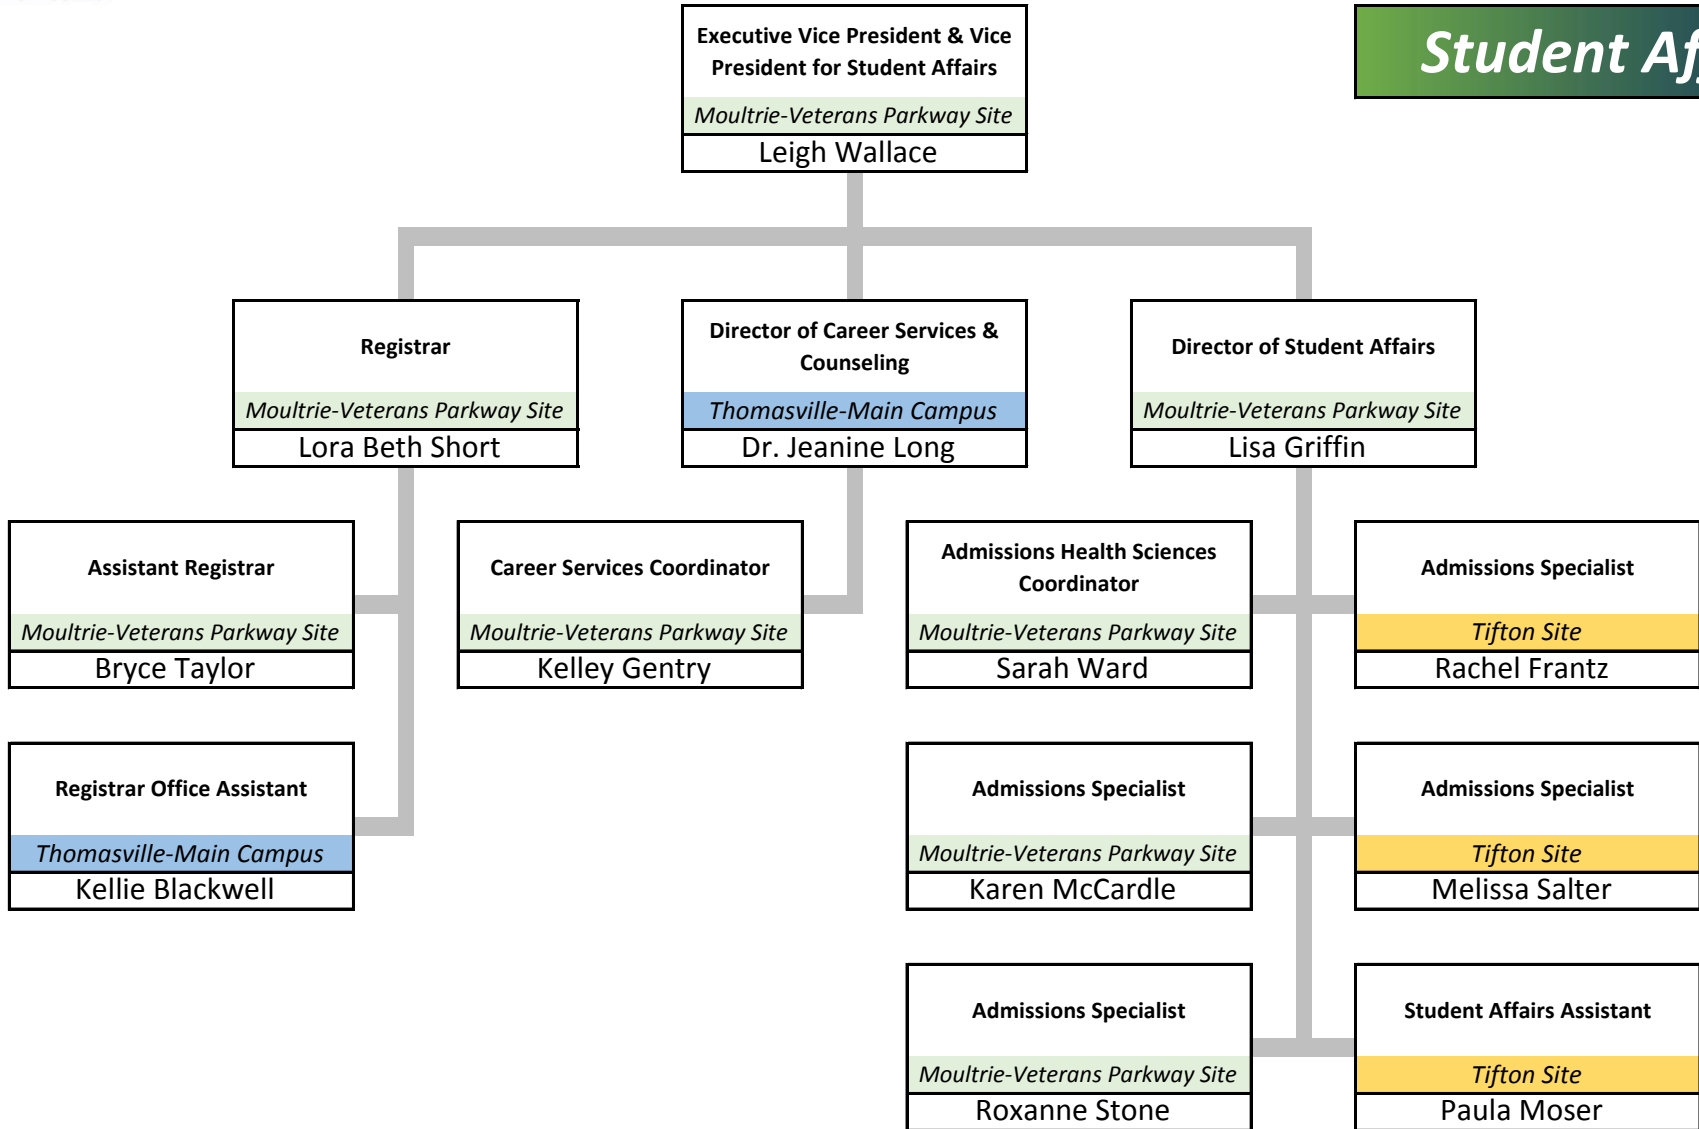 Executive Vice President & Vice
President for Student Affairs
Moultrie-Veterans Parkway Site
Leigh Wallace
Student
Registrar
Moultrie-Veterans Parkway Site
Lora Beth Short
Director of Career Services &
Counseling
Thomasville-Main Campus
Dr. Jeanine Long
Director of Student Affairs
Moultrie-Veterans Parkway Site
Lisa Griffin
Assistant Registrar
Moultrie-Veterans Parkway Site
Bryce Taylor
Career Services Coordinator
Moultrie-Veterans Parkway Site
Kelley Gentry
Admissions Health Sciences
Coordinator
Moultrie-Veterans Parkway Site
Sarah Ward
Admissions Specialist
Tifton Site
Rachel Frantz
Registrar Office Assistant
Thomasville-Main Campus
Kellie Blackwell
Admissions Specialist
Moultrie-Veterans Parkway Site
Karen McCardle
Admissions Specialist
Tifton Site
Melissa Salter
Admissions Specialist
Moultrie-Veterans Parkway Site
Roxanne Stone
Student Affairs Assistant
Tifton Site
Paula Moser